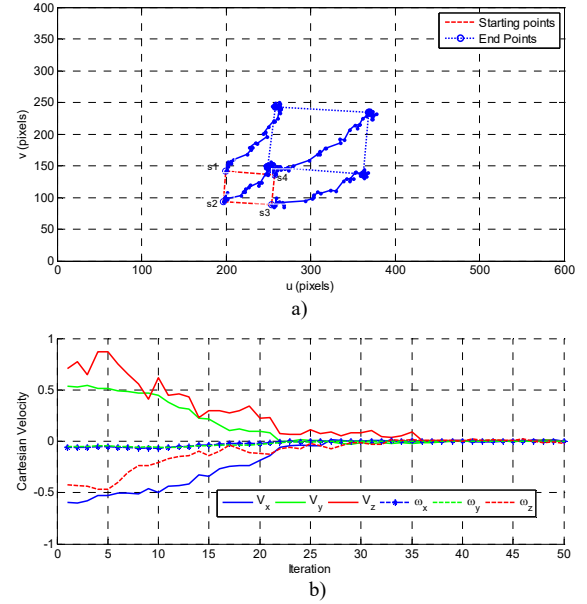 400
350
300
250
200
150
100
50
0
v (pixels)
Starting points
End Points
s1
s4
s2
s3
0 100 200 300 400 500 600
u (pixels)
a)
1
0.5
0
-0.5
-1
Cartesian Velocity
V_x V_y V_z ω_x ω_y ω_z
0 5 10 15 20 25 30 35 40 45 50
Iteration
b)